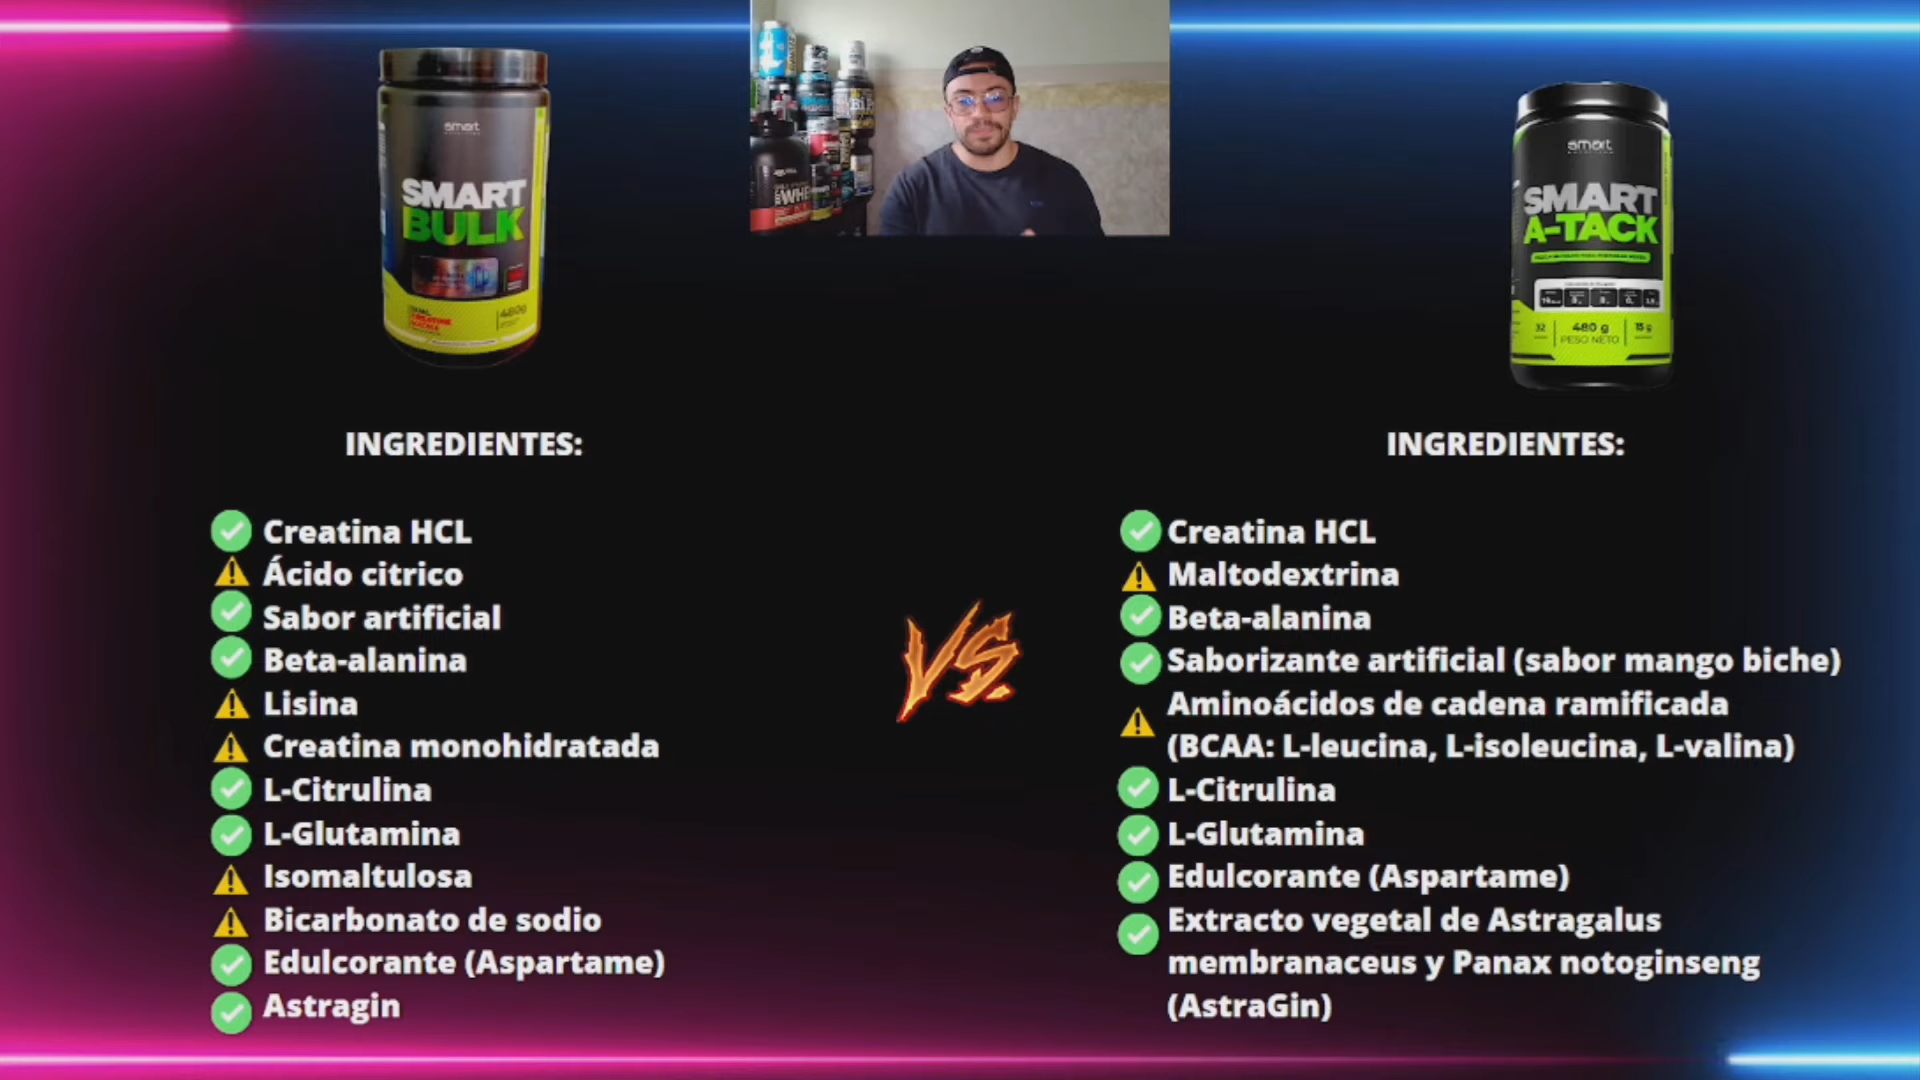 smart
SMART
BULK
480g
smart
SMART
A-TACK
32
480 g
PESO NETO
15 g
INGREDIENTES:
Creatina HCL
Ácido citrico
Sabor artificial
Beta-alanina
Lisina
Creatina monohidratada
L-Citrulina
L-Glutamina
Isomaltulosa
Bicarbonato de sodio
Edulcorante (Aspartame)
Astragin
VS.
INGREDIENTES:
Creatina HCL
Maltodextrina
Beta-alanina
Saborizante artificial (sabor mango biche)
Aminoácidos de cadena ramificada
(BCAA: L-leucina, L-isoleucina, L-valina)
L-Citrulina
L-Glutamina
Edulcorante (Aspartame)
Extracto vegetal de Astragalus
membranaceus y Panax notoginseng
(AstraGin)